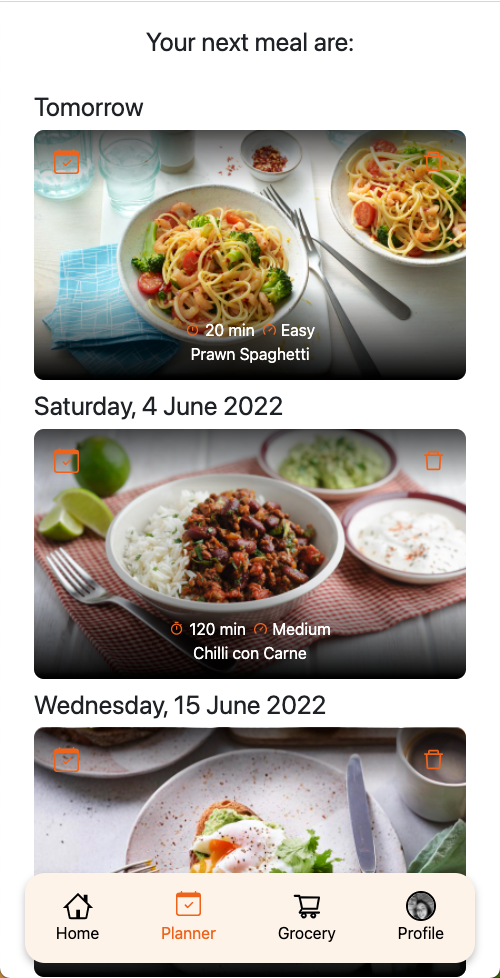 Your next meal are:
Tomorrow
20 min Easy
Prawn Spaghetti
Saturday, 4 June 2022
120 min Medium
Chilli con Carne
Wednesday, 15 June 2022
Home Planner Grocery Profile